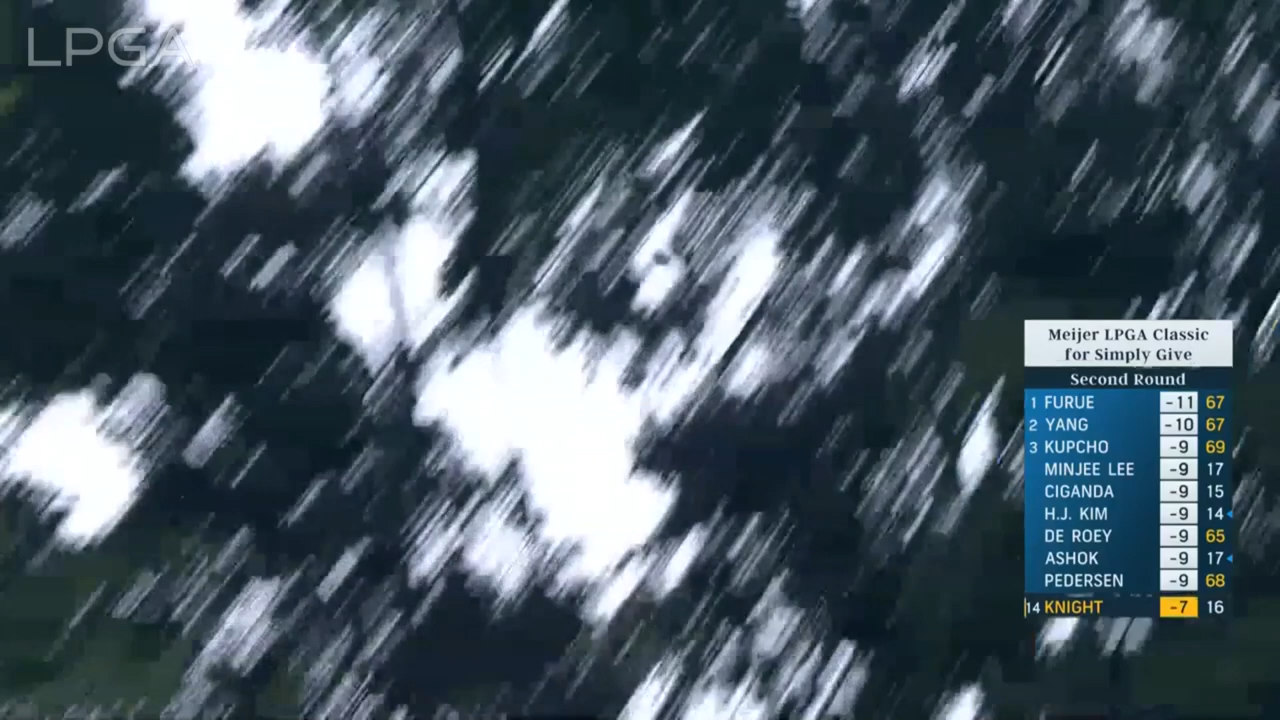 LPGA
Meijer LPGA Classic
for Simply Give
Second Round
1 FURUE -11 67
2 YANG -10 67
3 KUPCHO -9 69
MINJEE LEE -9 17
CIGANDA -9 15
H.J. KIM -9 14
DE ROEY -9 65
ASHOK -9 17
PEDERSEN -9 68
14 KNIGHT -7 16